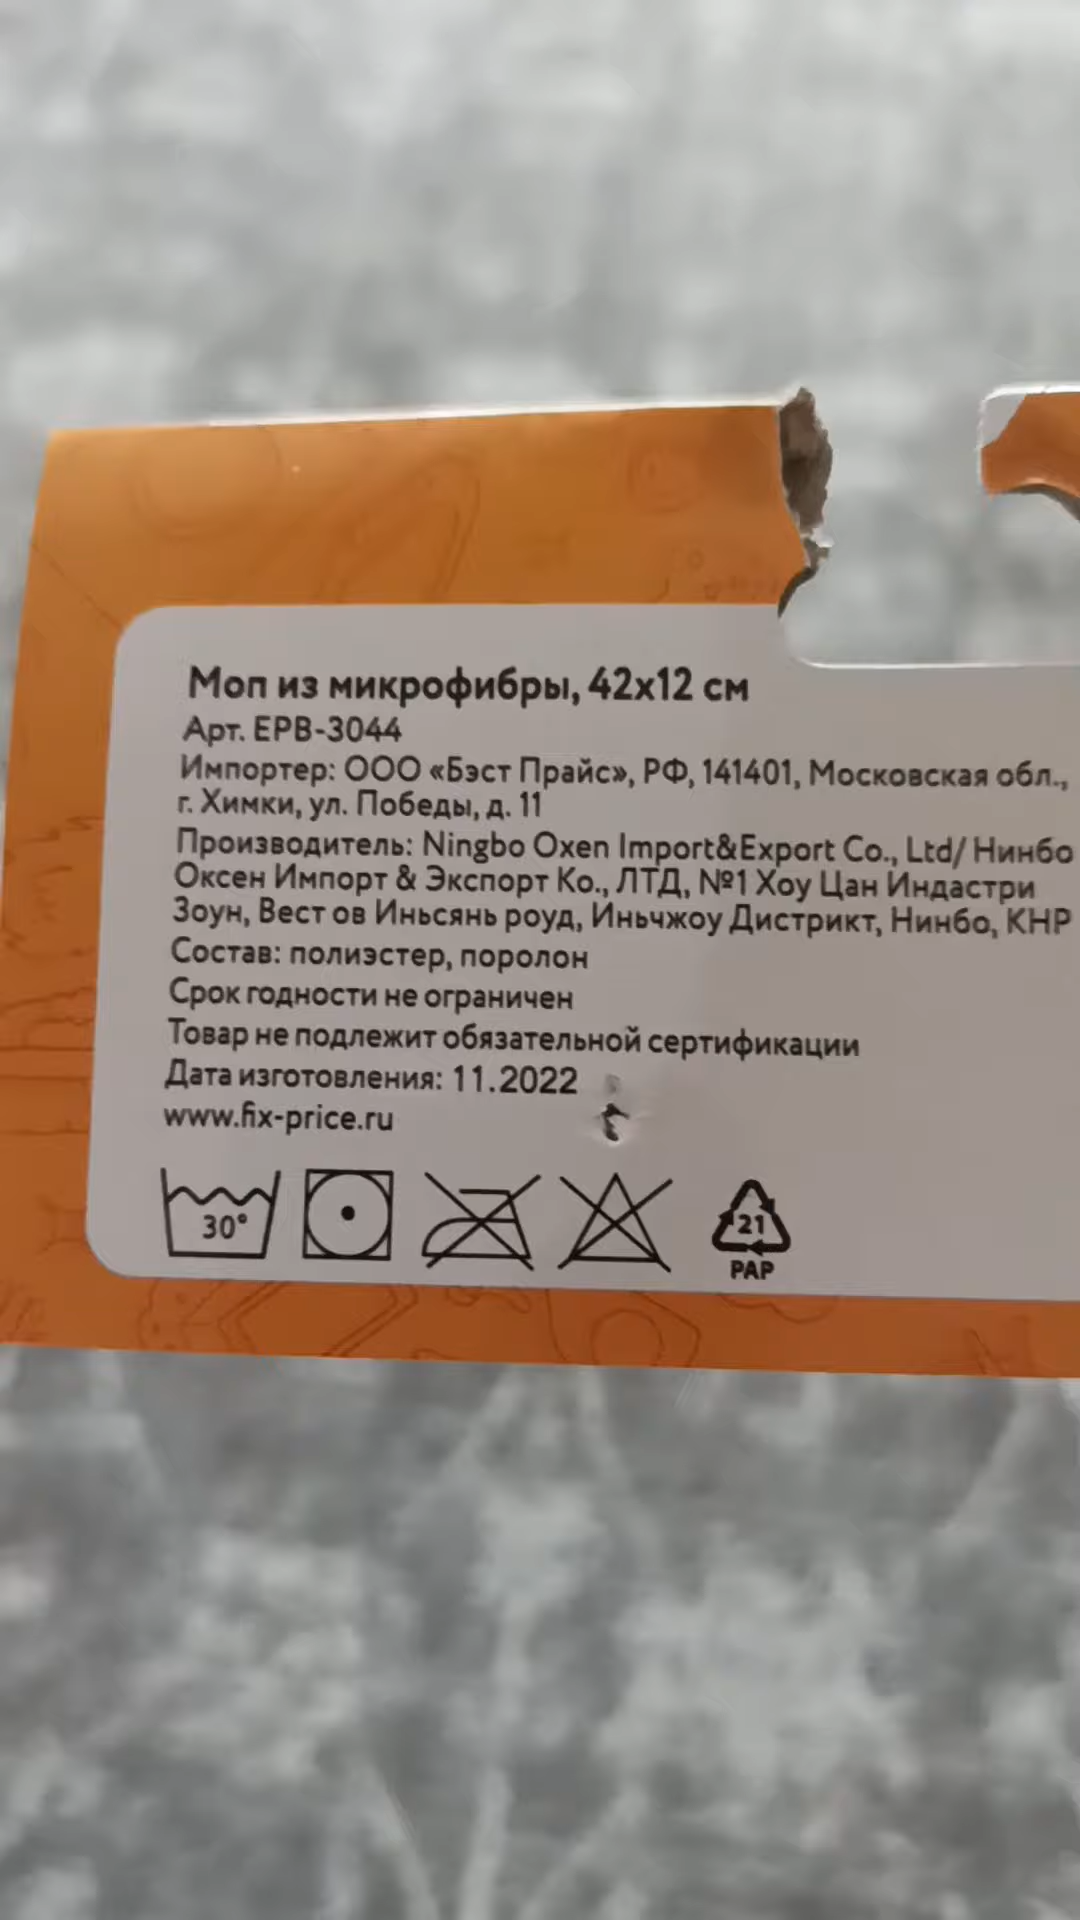 Моп из микрофибры, 42х12 см
Арт. EPB-3044
Импортер: ООО «Бэст Прайс», РФ, 141401, Московская обл.,
г. Химки, ул. Победы, д. 11
Производитель: Ningbo Oxen Import&Export Co., Ltd/ Нинбо
Оксен Импорт & Экспорт Ко., ЛТД, №1 Хоу Цан Индастри
Зоун, Вест ов Иньсянь роуд, Иньчжоу Дистрикт, Нинбо, КНР
Состав: полиэстер, поролон
Срок годности не ограничен
Товар не подлежит обязательной сертификации
Дата изготовления: 11.2022
www.fix-price.ru
30°
21
PAP